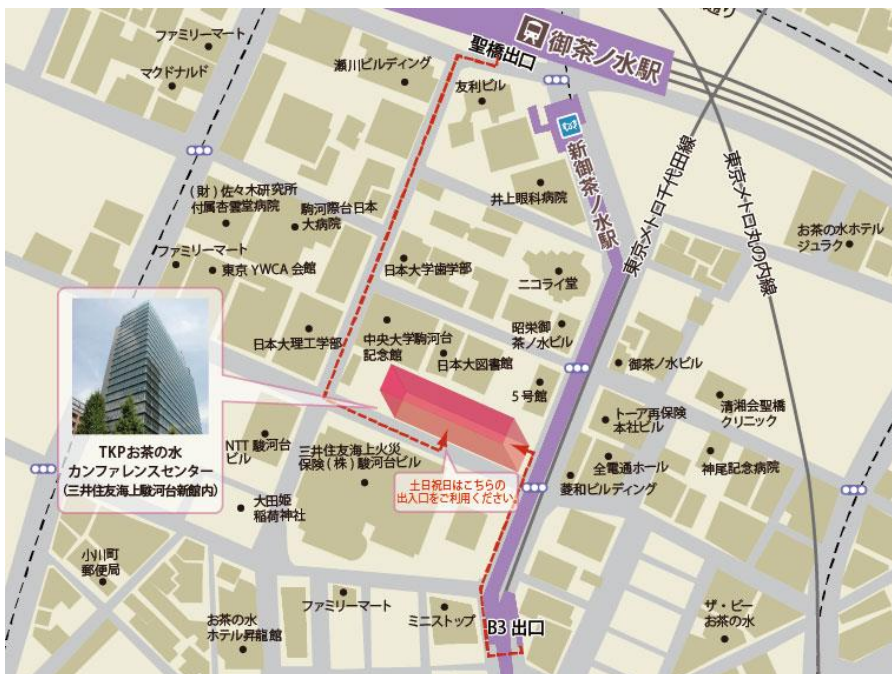 ファミリーマート
マクドナルド
瀬川ビルディング
聖橋出口
御茶ノ水駅
友利ビル
新御茶ノ水駅
井上眼科病院
東京メトロ千代田線
東京メトロ丸の内線
お茶の水ホテル
ジュラク
(財)佐々木研究所
付属杏雲堂病院
駿河際台日本
大病院
ファミリーマート
東京 YWCA 会館
日本大学歯学部
ニコライ堂
日本大理工学部
中央大学駿河台
記念館
日本大図書館
昭栄御
茶ノ水ビル
5号館
御茶ノ水ビル
清湘会聖橋
クリニック
トーア再保険
本社ビル
全電通ホール
神尾記念病院
菱和ビルディング
TKPお茶の水
カンファレンスセンター
(三井住友海上駿河台新館内)
NTT 駿河台
ビル
三井住友海上火災
保険(株)駿河台ビル
土日祝日はこちらの
出入口をご利用ください。
大田姫
稲荷神社
小川町
郵便局
お茶の水
ホテル昇龍館
ファミリーマート
ミニストップ
B3 出口
ザ・ビー
お茶の水